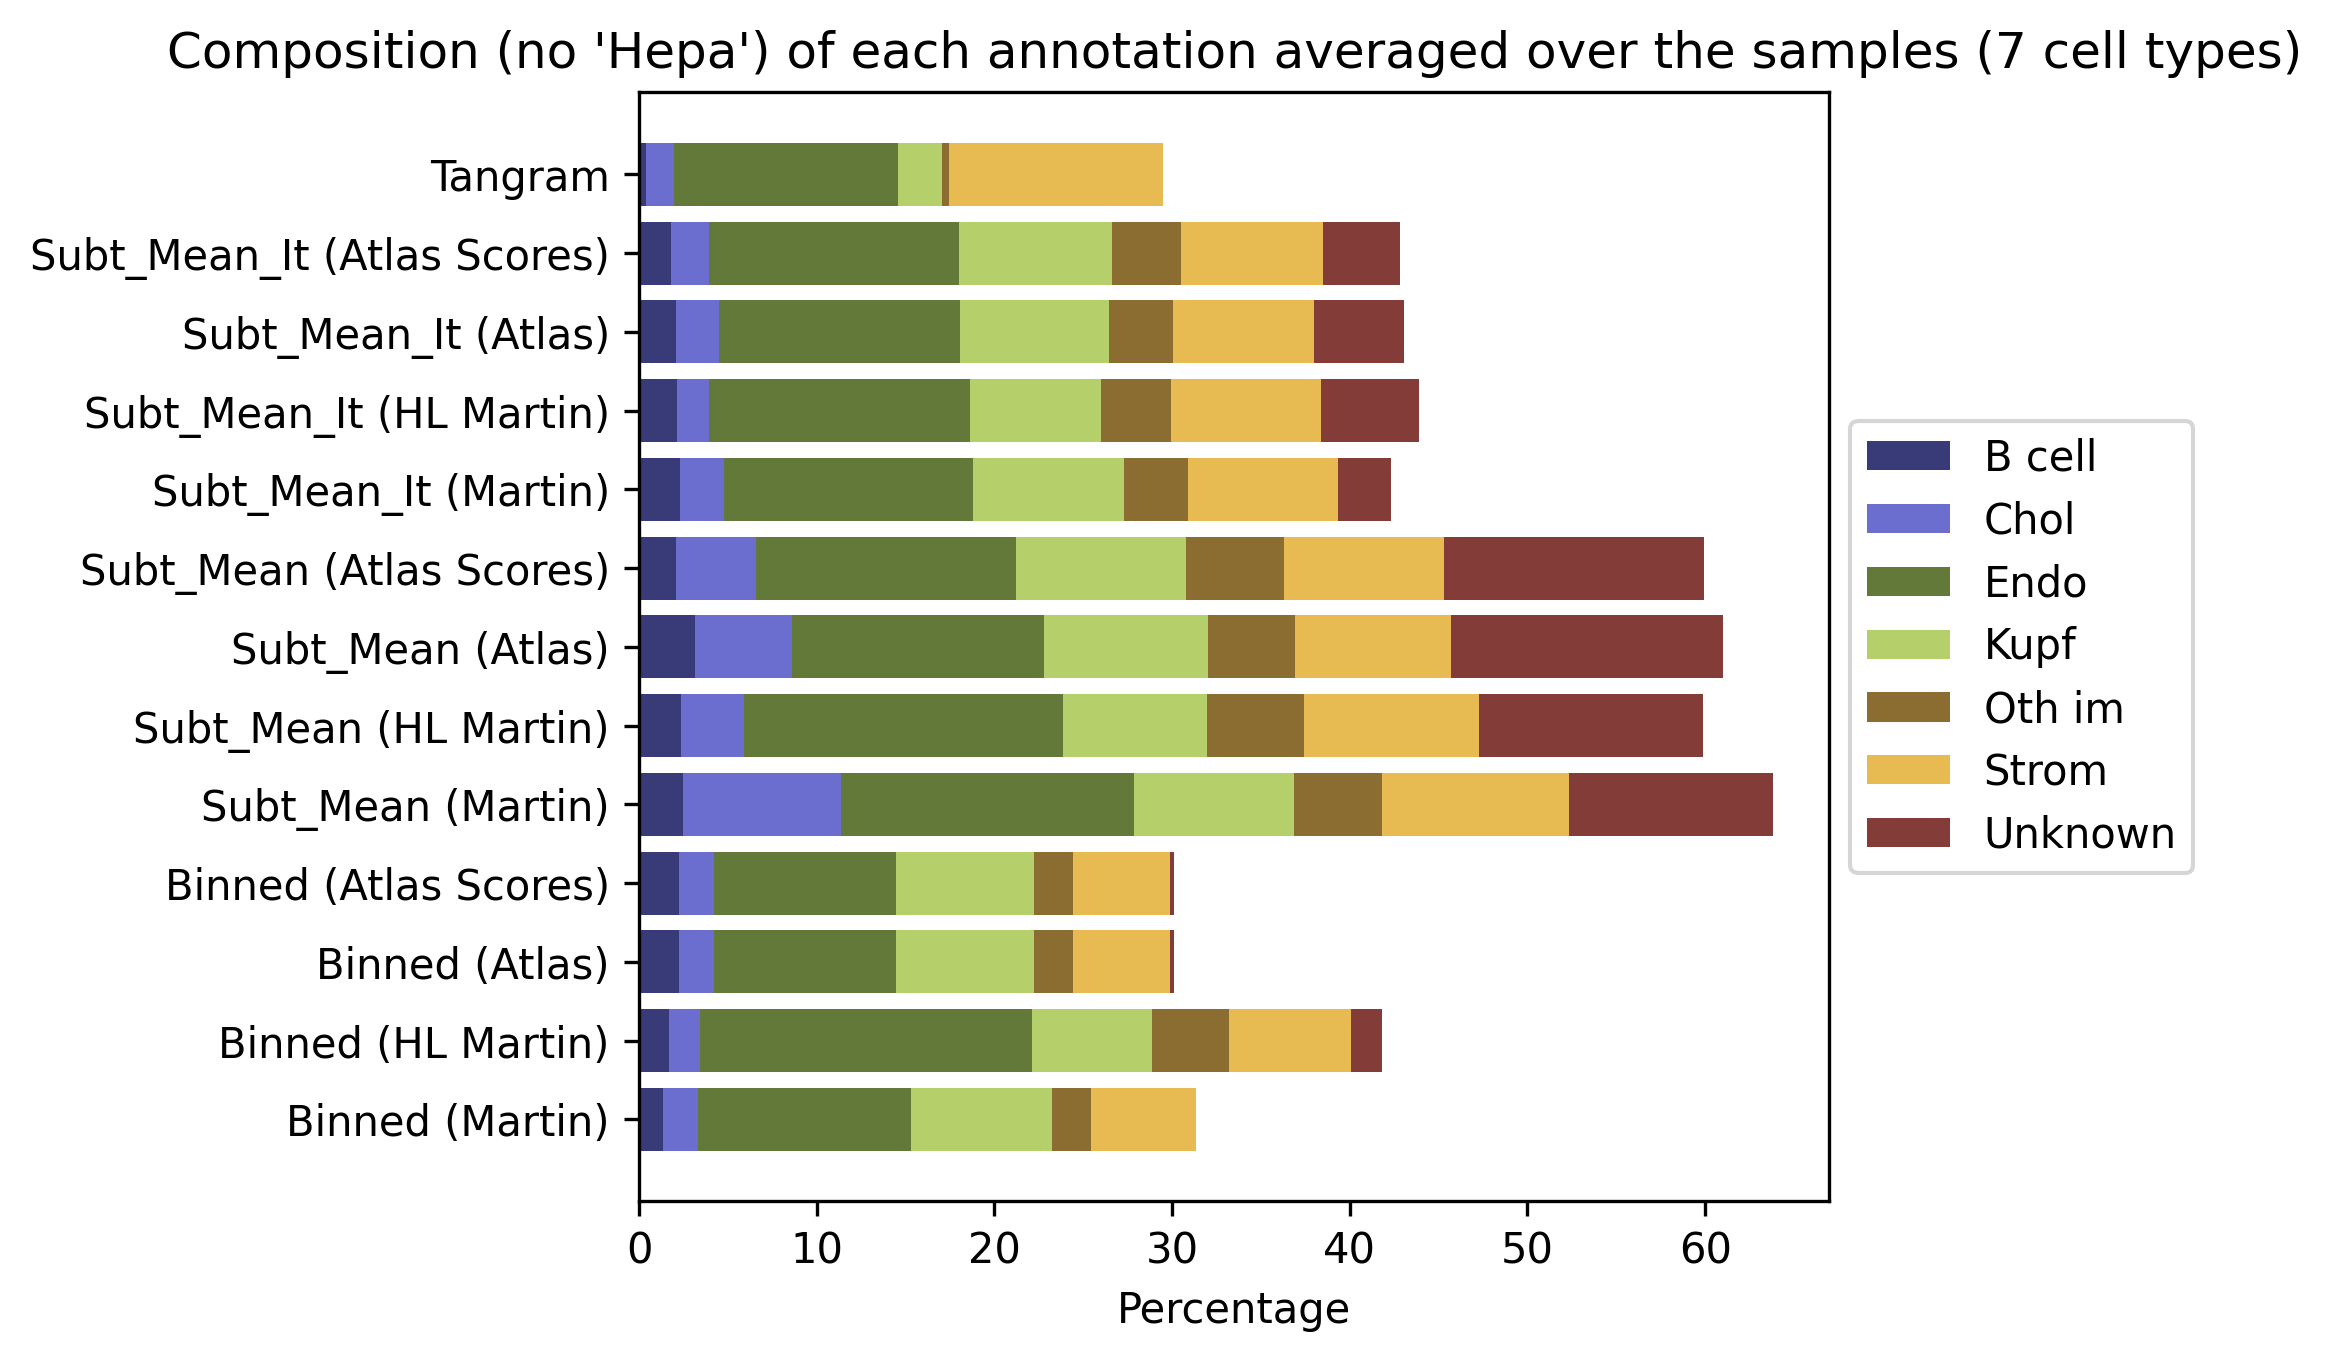 Composition (no 'Hepa') of each annotation averaged over the samples (7 cell types)
Tangram
Subt_Mean_It (Atlas Scores)
Subt_Mean_It (Atlas)
Subt_Mean_It (HL Martin)
Subt_Mean_It (Martin)
Subt_Mean (Atlas Scores)
Subt_Mean (Atlas)
Subt_Mean (HL Martin)
Subt_Mean (Martin)
Binned (Atlas Scores)
Binned (Atlas)
Binned (HL Martin)
Binned (Martin)
0 10 20 30 40 50 60
Percentage
B cell
Chol
Endo
Kupf
Oth im
Strom
Unknown